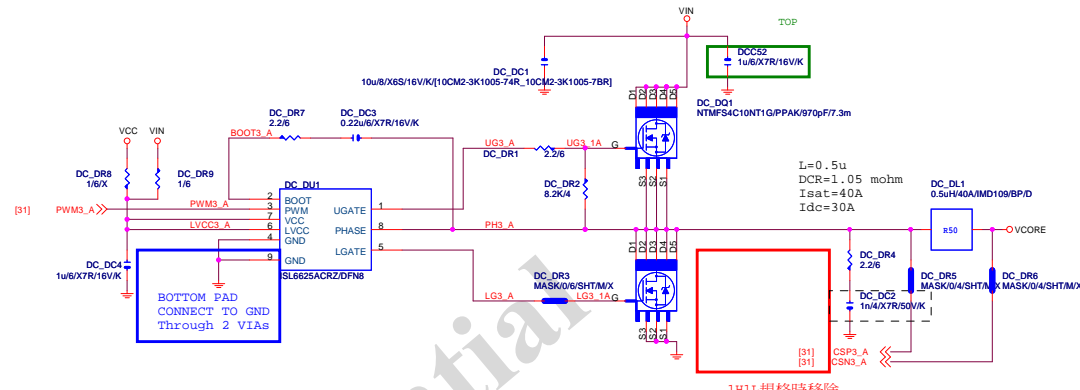 VIN
TOP
DCC52
1u/6/X7R/16V/K
DC_DC1
10u/8/X6S/16V/K/[10CM2-3K1005-74R_10CM2-3K1005-7BR]
D1 D2 D3 D4 D5
DC_DQ1
NTMFS4C10NT1G/PPAK/970pF/7.3m
DC_DR7
2.2/6
DC_DC3
0.22u/6/X7R/16V/K
VCC
VIN
BOOT3_A
UG3_A
DC_DR1
2.2/6
UG3_1A
G
S3 S2 S1
DC_DR8
1/6/X
DC_DR9
1/6
DC_DU1
DC_DR2
8.2K/4
L=0.5u
DCR=1.05 mohm
Isat=40A
Idc=30A
DC_DL1
0.5uH/40A/IMD109/BP/D
[31]
PWM3_A
PWM3_A
LVCC3_A
2
BOOT
3
PWM
7
VCC
6
LVCC
4
GND
9
GND
UGATE
1
PHASE
8
LGATE
5
ISL6625ACRZ/DFN8
PH3_A
R50
VCORE
D1 D2 D3 D4 D5
DC_DR4
2.2/6
DC_DR5
MASK/0/4/SHT/M/X
DC_DR6
MASK/0/4/SHT/M/X
DC_DC4
1u/6/X7R/16V/K
DC_DR3
MASK/0/6/SHT/M/X
LG3_A
LG3_1A
G
S3 S2 S1
DC_DC2
1n/4/X7R/50V/K
BOTTOM PAD
CONNECT TO GND
Through 2 VIAs
[31]
CSP3_A
[31]
CSN3_A